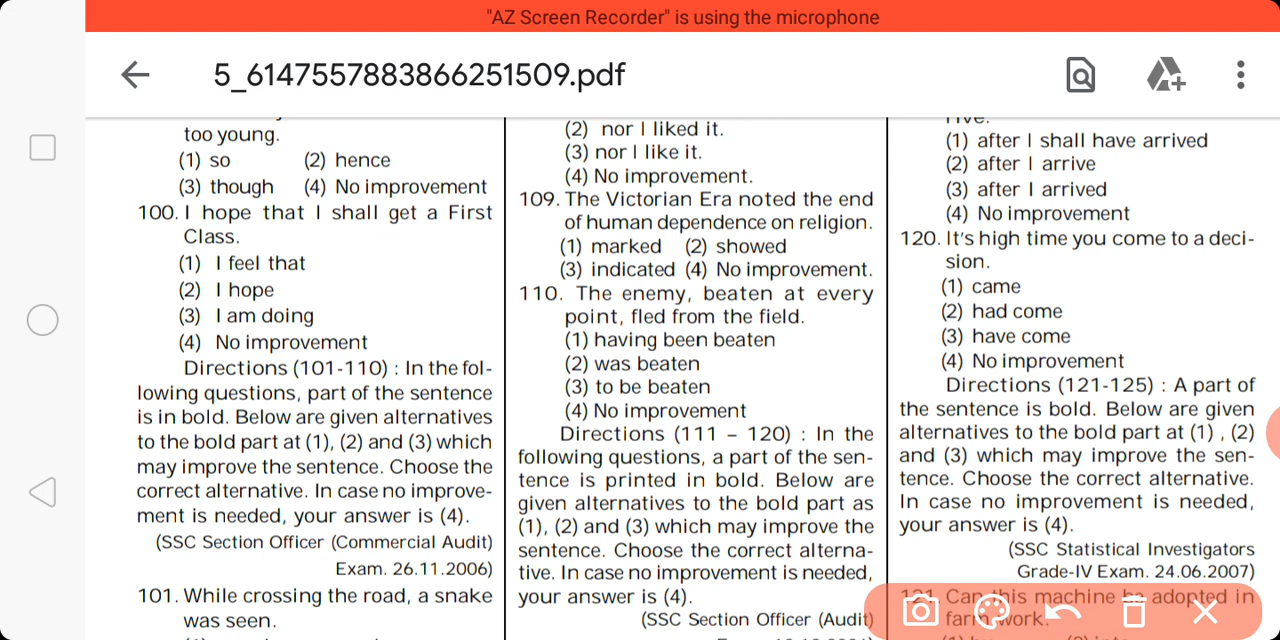 "AZ Screen Recorder" is using the microphone
5_6147557883866251509.pdf
too young.
(1) so (2) hence
(3) though (4) No improvement
100. I hope that I shall get a First
Class.
(1) I feel that
(2) I hope
(3) I am doing
(4) No improvement
Directions (101-110) : In the fol-
lowing questions, part of the sentence
is in bold. Below are given alternatives
to the bold part at (1), (2) and (3) which
may improve the sentence. Choose the
correct alternative. In case no improve-
ment is needed, your answer is (4).
(SSC Section Officer (Commercial Audit)
Exam. 26.11.2006)
101. While crossing the road, a snake
was seen.
(2) nor I liked it.
(3) nor I like it.
(4) No improvement.
109. The Victorian Era noted the end
of human dependence on religion.
(1) marked (2) showed
(3) indicated (4) No improvement.
110. The enemy, beaten at every
point, fled from the field.
(1) having been beaten
(2) was beaten
(3) to be beaten
(4) No improvement
Directions (111 – 120) : In the
following questions, a part of the sen-
tence is printed in bold. Below are
given alternatives to the bold part as
(1), (2) and (3) which may improve the
sentence. Choose the correct alterna-
tive. In case no improvement is needed,
your answer is (4).
(SSC Section Officer (Audit)
(1) after I shall have arrived
(2) after I arrive
(3) after I arrived
(4) No improvement
120. It's high time you come to a deci-
sion.
(1) came
(2) had come
(3) have come
(4) No improvement
Directions (121-125) : A part of
the sentence is bold. Below are given
alternatives to the bold part at (1) , (2)
and (3) which may improve the sen-
tence. Choose the correct alternative.
In case no improvement is needed,
your answer is (4).
(SSC Statistical Investigators
Grade-IV Exam. 24.06.2007)
121. Can this machine be adopted in
farm work.